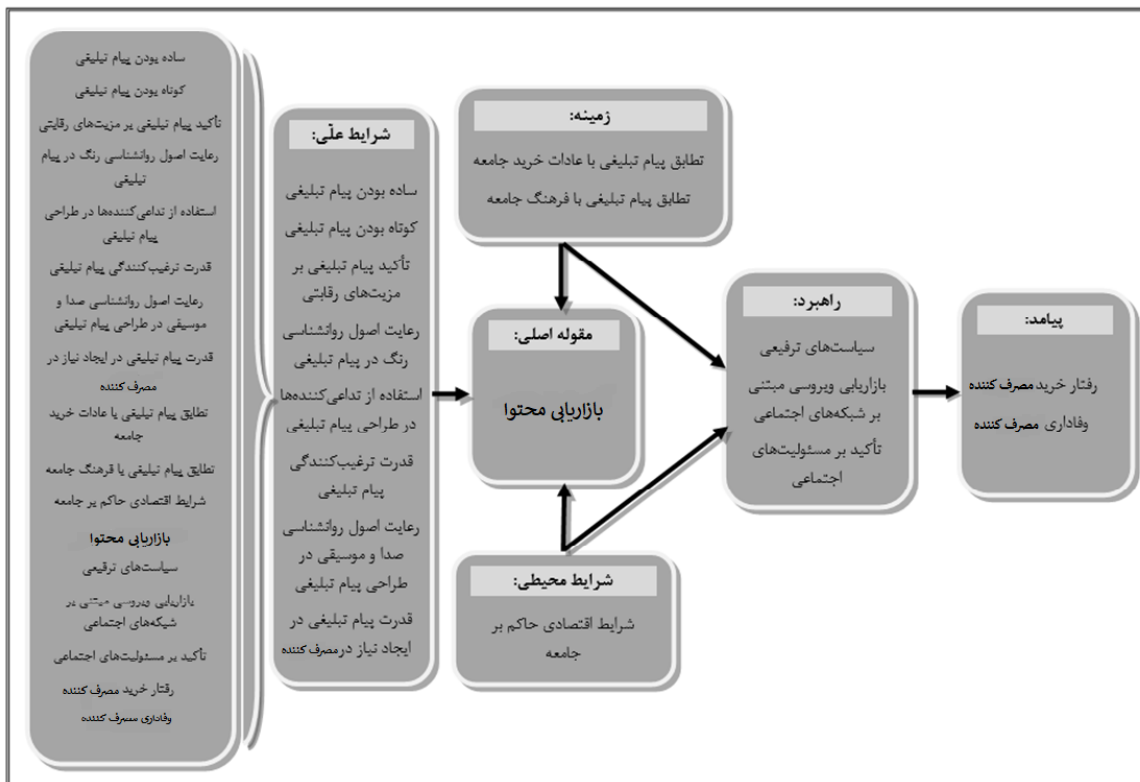 ساده بودن پیام تبلیغی
کوتاه بودن پیام تبلیغی
تأکید پیام تبلیغی بر مزیت‌های رقابتی
رعایت اصول روانشناسی رنگ در پیام
تبلیغی
استفاده از تداعی‌کننده‌ها در طراحی
پیام تبلیغی
قدرت ترغیب‌کنندگی پیام تبلیغی
رعایت اصول روانشناسی صدا و
موسیقی در طراحی پیام تبلیغی
قدرت پیام تبلیغی در ایجاد نیاز در
مصرف کننده
تطابق پیام تبلیغی با عادات خرید
جامعه
تطابق پیام تبلیغی با فرهنگ جامعه
شرایط اقتصادی حاکم بر جامعه
بازاریابی محتوا
سیاست‌های ترفیعی
بازاریابی ویروسی مبتنی بر
شبکه‌های اجتماعی
تأکید بر مسئولیت‌های اجتماعی
رفتار خرید مصرف کننده
وفاداری مصرف کننده
شرایط علّی:
ساده بودن پیام تبلیغی
کوتاه بودن پیام تبلیغی
تأکید پیام تبلیغی بر
مزیت‌های رقابتی
رعایت اصول روانشناسی
رنگ در پیام تبلیغی
استفاده از تداعی‌کننده‌ها
در طراحی پیام تبلیغی
قدرت ترغیب‌کنندگی
پیام تبلیغی
رعایت اصول روانشناسی
صدا و موسیقی در
طراحی پیام تبلیغی
قدرت پیام تبلیغی در
ایجاد نیاز در مصرف کننده
زمینه:
تطابق پیام تبلیغی با عادات خرید جامعه
تطابق پیام تبلیغی با فرهنگ جامعه
مقوله اصلی:
بازاریابی محتوا
شرایط محیطی:
شرایط اقتصادی حاکم بر
جامعه
راهبرد:
سیاست‌های ترفیعی
بازاریابی ویروسی مبتنی
بر شبکه‌های اجتماعی
تأکید بر مسئولیت‌های
اجتماعی
پیامد:
رفتار خرید مصرف کننده
وفاداری مصرف کننده